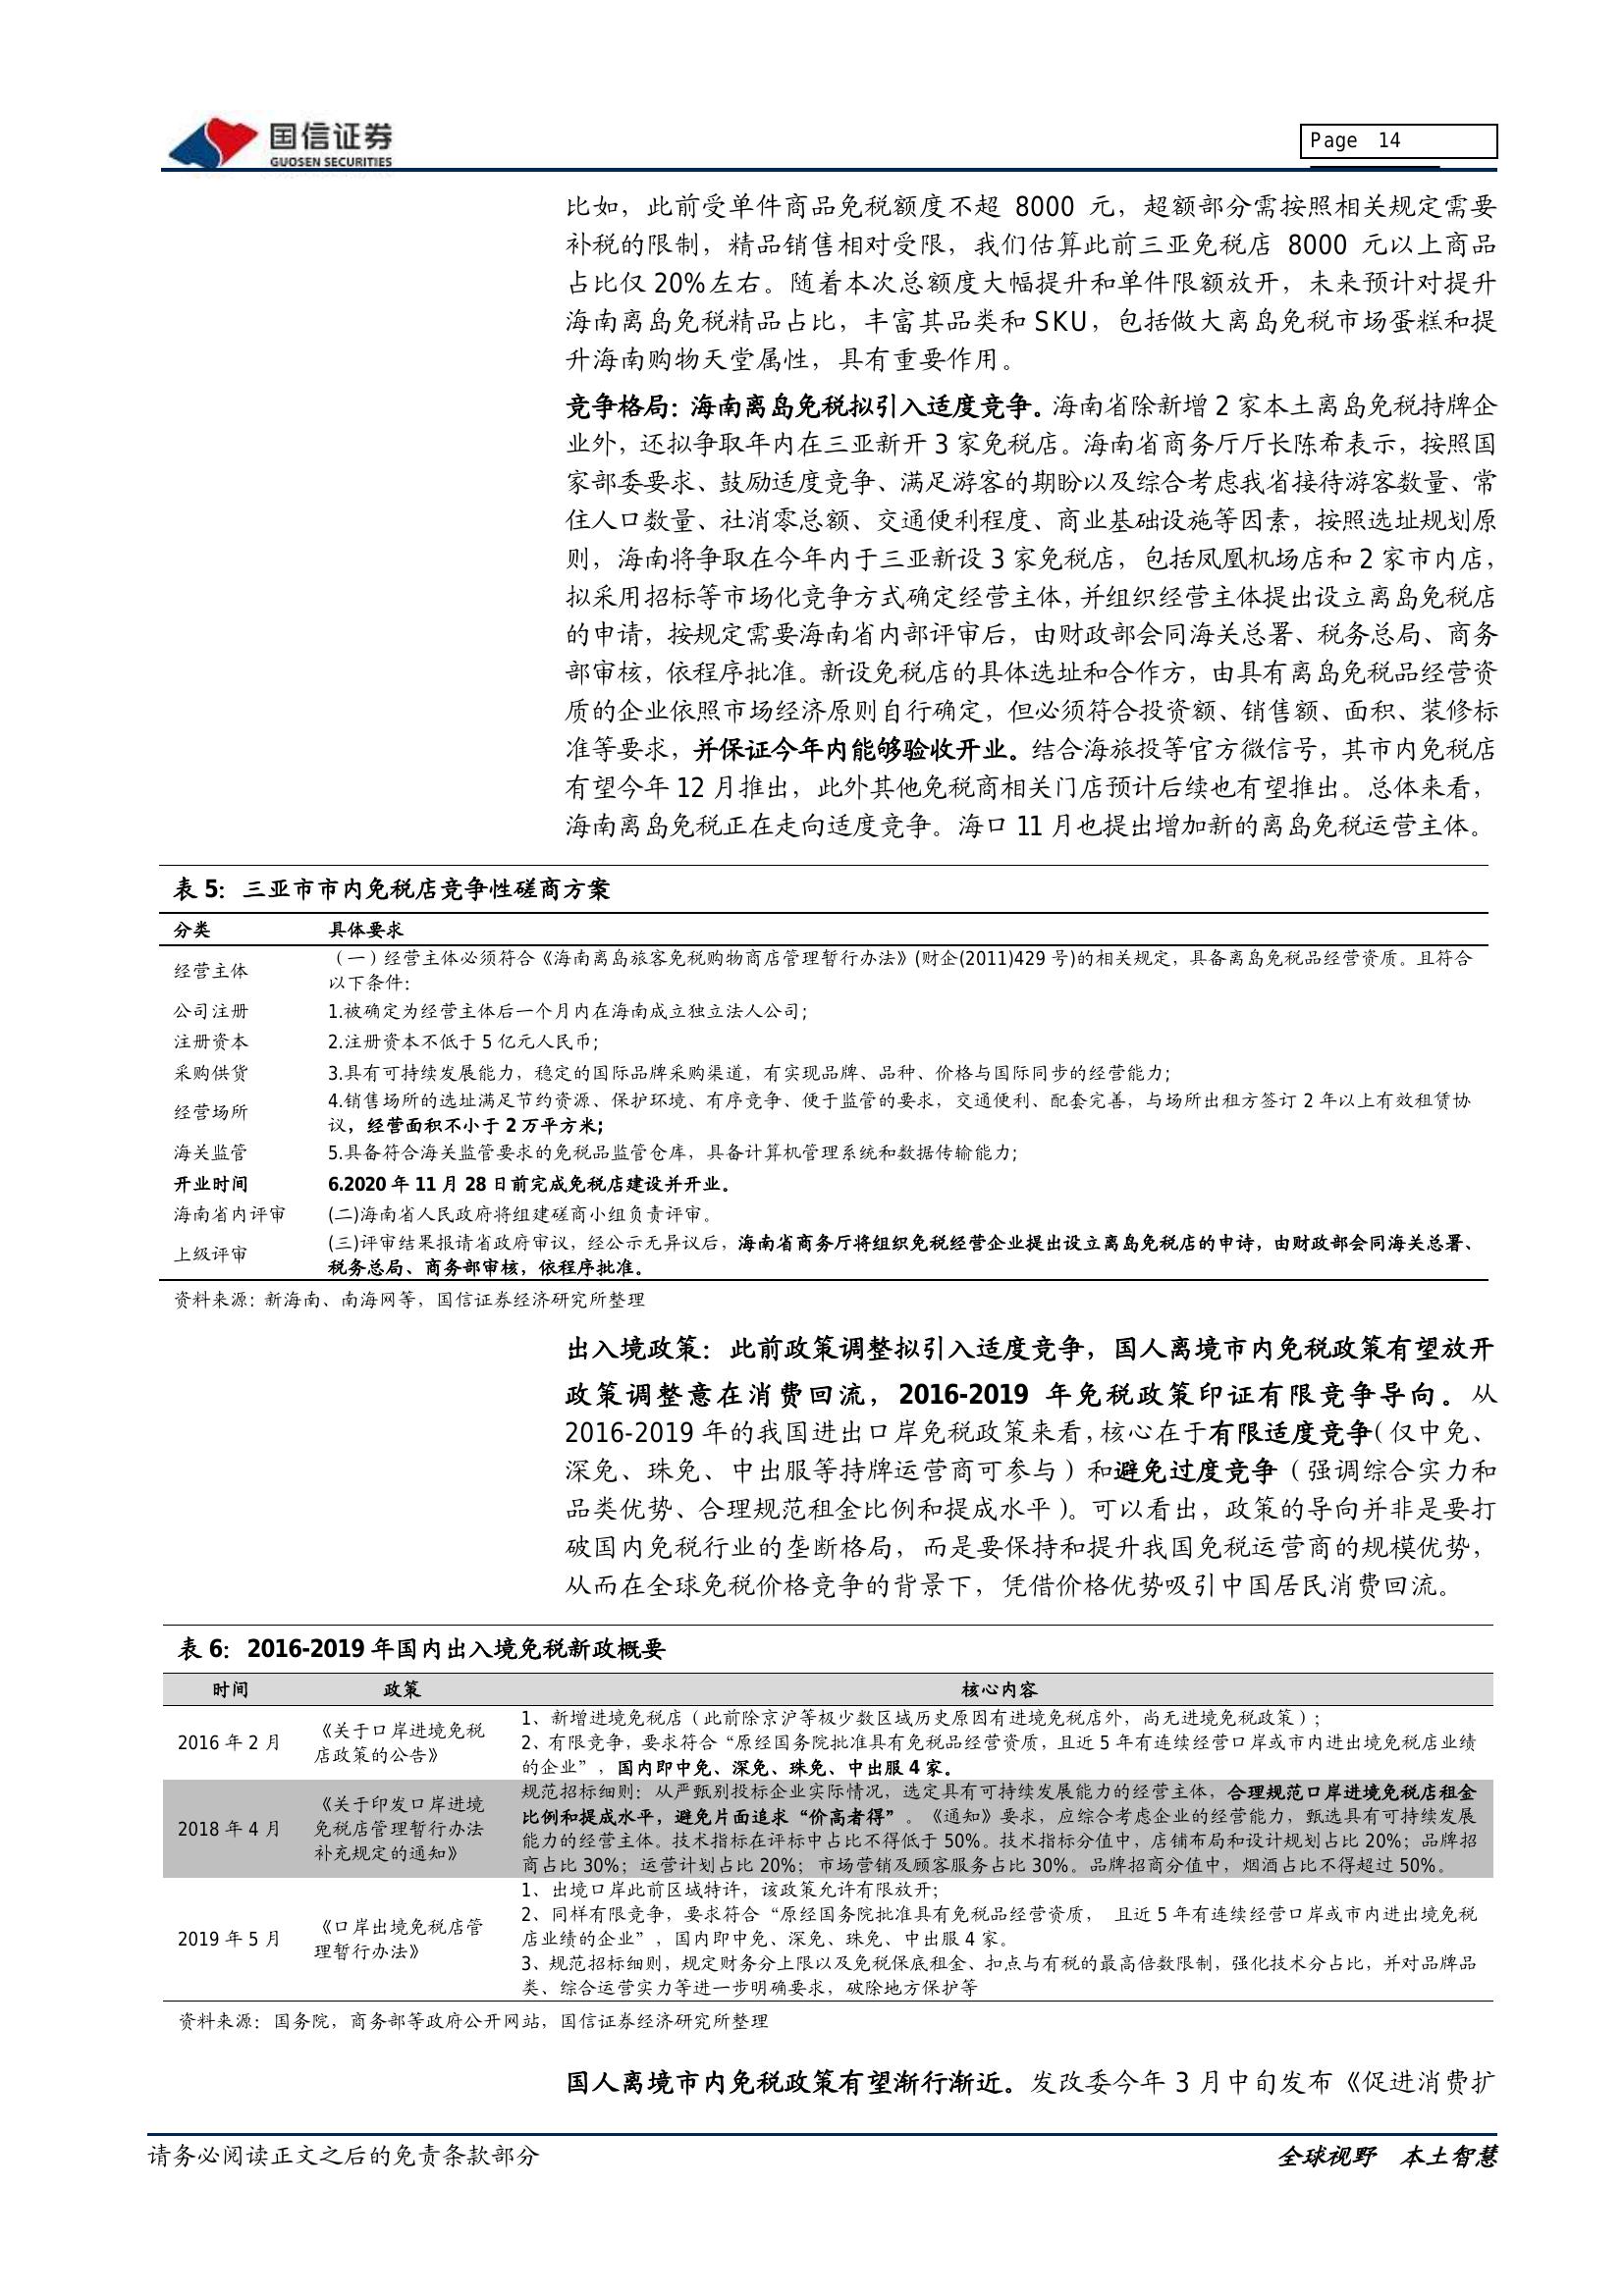 国信证券
GUOSEN SECURITIES
Page 14
比如，此前受单件商品免税额度不超 8000 元，超额部分需按照相关规定需要
补税的限制，精品销售相对受限，我们估算此前三亚免税店 8000 元以上商品
占比仅 20%左右。随着本次总额度大幅提升和单件限额放开，未来预计对提升
海南离岛免税精品占比，丰富其品类和 SKU，包括做大离岛免税市场蛋糕和提
升海南购物天堂属性，具有重要作用。
竞争格局：海南离岛免税拟引入适度竞争。海南省除新增 2 家本土离岛免税持牌企
业外，还拟争取年内在三亚新开 3 家免税店。海南省商务厅厅长陈希表示，按照国
家部委要求、鼓励适度竞争、满足游客的期盼以及综合考虑我省接待游客数量、常
住人口数量、社消零总额、交通便利程度、商业基础设施等因素，按照选址规划原
则，海南将争取在今年内于三亚新设 3 家免税店，包括凤凰机场店和 2 家市内店，
拟采用招标等市场化竞争方式确定经营主体，并组织经营主体提出设立离岛免税店
的申请，按规定需要海南省内部评审后，由财政部会同海关总署、税务总局、商务
部审核，依程序批准。新设免税店的具体选址和合作方，由具有离岛免税品经营资
质的企业依照市场经济原则自行确定，但必须符合投资额、销售额、面积、装修标
准等要求，并保证今年内能够验收开业。结合海旅投等官方微信号，其市内免税店
有望今年 12 月推出，此外其他免税商相关门店预计后续也有望推出。总体来看，
海南离岛免税正在走向适度竞争。海口 11 月也提出增加新的离岛免税运营主体。
表 5：三亚市市内免税店竞争性磋商方案
分类 具体要求
经营主体 （一）经营主体必须符合《海南离岛旅客免税购物商店管理暂行办法》(财企(2011)429 号)的相关规定，具备离岛免税品经营资质。且符合
以下条件:
公司注册 1.被确定为经营主体后一个月内在海南成立独立法人公司;
注册资本 2.注册资本不低于 5 亿元人民币;
采购供货 3.具有可持续发展能力，稳定的国际品牌采购渠道，有实现品牌、品种、价格与国际同步的经营能力;
经营场所 4.销售场所的选址满足节约资源、保护环境、有序竞争、便于监管的要求，交通便利、配套完善，与场所出租方签订 2 年以上有效租赁协
议，经营面积不小于 2 万平方米;
海关监管 5.具备符合海关监管要求的免税品监管仓库，具备计算机管理系统和数据传输能力;
开业时间 6.2020 年 11 月 28 日前完成免税店建设并开业。
海南省内评审 (二)海南省人民政府将组建磋商小组负责评审。
上级评审 (三)评审结果报请省政府审议，经公示无异议后，海南省商务厅将组织免税经营企业提出设立离岛免税店的申诗，由财政部会同海关总署、
税务总局、商务部审核，依程序批准。
资料来源：新海南、南海网等，国信证券经济研究所整理
出入境政策：此前政策调整拟引入适度竞争，国人离境市内免税政策有望放开
政策调整意在消费回流，2016-2019 年免税政策印证有限竞争导向。从
2016-2019 年的我国进出口岸免税政策来看，核心在于有限适度竞争（仅中免、
深免、珠免、中出服等持牌运营商可参与）和避免过度竞争（强调综合实力和
品类优势、合理规范租金比例和提成水平）。可以看出，政策的导向并非是要打
破国内免税行业的垄断格局，而是要保持和提升我国免税运营商的规模优势，
从而在全球免税价格竞争的背景下，凭借价格优势吸引中国居民消费回流。
表 6：2016-2019 年国内出入境免税新政概要
时间 政策 核心内容
2016 年 2 月 《关于口岸进境免税
店政策的公告》 1、新增进境免税店（此前除京沪等极少数区域历史原因有进境免税店外，尚无进境免税政策）;
2、有限竞争，要求符合“原经国务院批准具有免税品经营资质，且近 5 年有连续经营口岸或市内进出境免税店业绩
的企业”，国内即中免、深免、珠免、中出服 4 家。
2018 年 4 月 《关于印发口岸进境
免税店管理暂行办法
补充规定的通知》 规范招标细则：从严甄别投标企业实际情况，选定具有可持续发展能力的经营主体，合理规范口岸进境免税店租金
比例和提成水平，避免片面追求“价高者得”。《通知》要求，应综合考虑企业的经营能力，甄选具有可持续发展
能力的经营主体。技术指标在评标中占比不得低于 50%。技术指标分值中，店铺布局和设计规划占比 20%；品牌招
商占比 30%；运营计划占比 20%；市场营销及顾客服务占比 30%。品牌招商分值中，烟酒占比不得超过 50%。
2019 年 5 月 《口岸出境免税店管
理暂行办法》 1、出境口岸此前区域特许，该政策允许有限放开;
2、同样有限竞争，要求符合“原经国务院批准具有免税品经营资质， 且近 5 年有连续经营口岸或市内进出境免税
店业绩的企业”，国内即中免、深免、珠免、中出服 4 家。
3、规范招标细则，规定财务分上限以及免税保底租金、扣点与有税的最高倍数限制，强化技术分占比，并对品牌品
类、综合运营实力等进一步明确要求，破除地方保护等
资料来源：国务院，商务部等政府公开网站，国信证券经济研究所整理
国人离境市内免税政策有望渐行渐近。发改委今年 3 月中旬发布《促进消费扩
请务必阅读正文之后的免责条款部分
全球视野 本土智慧